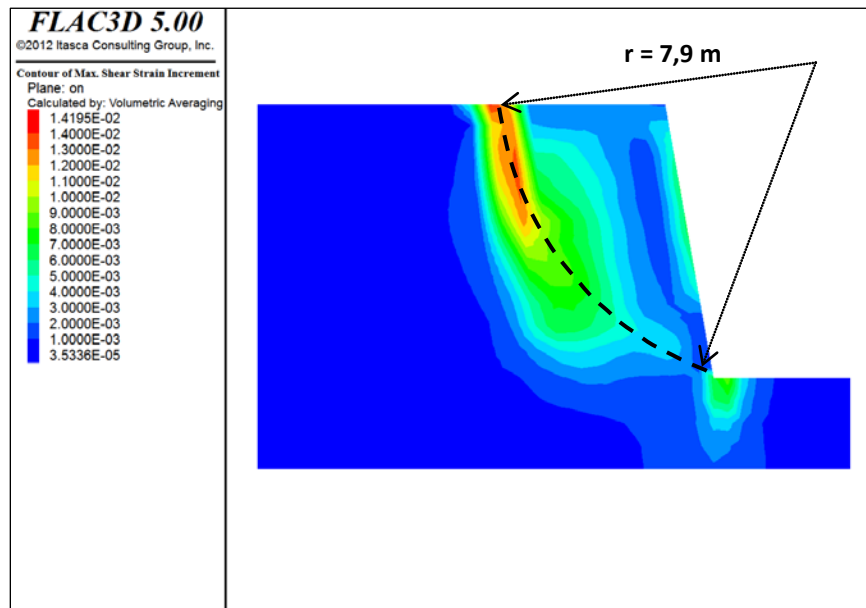 FLAC3D 5.00
©2012 Itasca Consulting Group, Inc.
Contour of Max. Shear Strain Increment
Plane: on
Calculated by: Volumetric Averaging
1.4195E-02
1.4000E-02
1.3000E-02
1.2000E-02
1.1000E-02
1.0000E-02
9.0000E-03
8.0000E-03
7.0000E-03
6.0000E-03
5.0000E-03
4.0000E-03
3.0000E-03
2.0000E-03
1.0000E-03
3.5336E-05
r = 7,9 m